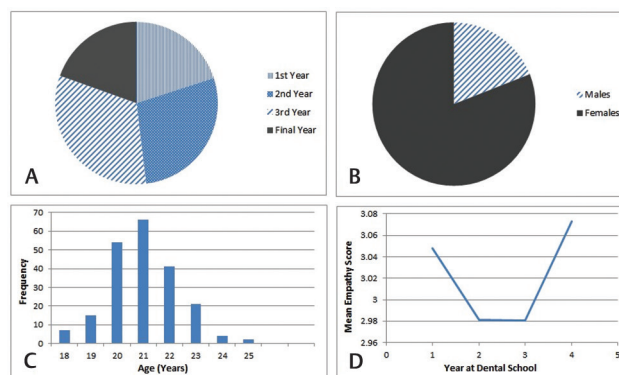 1st Year
2nd Year
3rd Year
Final Year
A
Males
Females
B
70
60
50
40
30
20
10
0
Frequency
18 19 20 21 22 23 24 25
Age (Years)
C
3.08
3.06
3.04
3.02
3
2.98
2.96
Mean Empathy Score
0 1 2 3 4 5
Year at Dental School
D